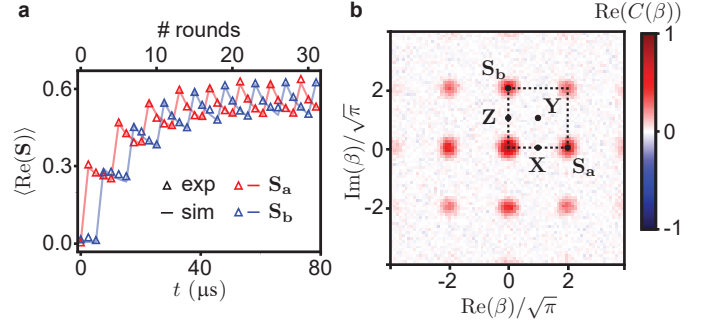 a
# rounds
0 10 20 30
0.6
0.3
0.0
⟨Re(S)⟩
exp
sim
Sa
Sb
0 40 80
t (μs)
b
Re(C(β))
1
0
-1
Im(β)/√π
2
0
-2
Sb
Z
Y
X
Sa
-2 0 2
Re(β)/√π